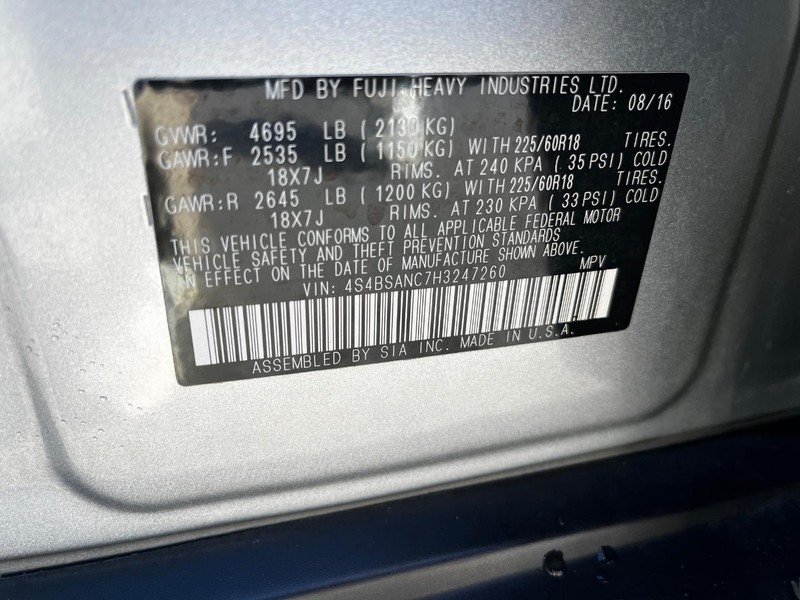 MFD BY FUJI HEAVY INDUSTRIES LTD.
DATE: 08/16
GVWR: 4695 LB ( 2130 KG)
GAWR:F 2535 LB ( 1150 KG) WITH 225/60R18 TIRES.
18X7J RIMS. AT 240 KPA ( 35 PSI) COLD
GAWR:R 2645 LB ( 1200 KG) WITH 225/60R18 TIRES.
18X7J RIMS. AT 230 KPA ( 33 PSI) COLD
THIS VEHICLE CONFORMS TO ALL APPLICABLE FEDERAL MOTOR
VEHICLE SAFETY AND THEFT PREVENTION STANDARDS
IN EFFECT ON THE DATE OF MANUFACTURE SHOWN ABOVE.
MPV
VIN: 4S4BSANC7H3247260
ASSEMBLED BY SIA INC. MADE IN U.S.A.